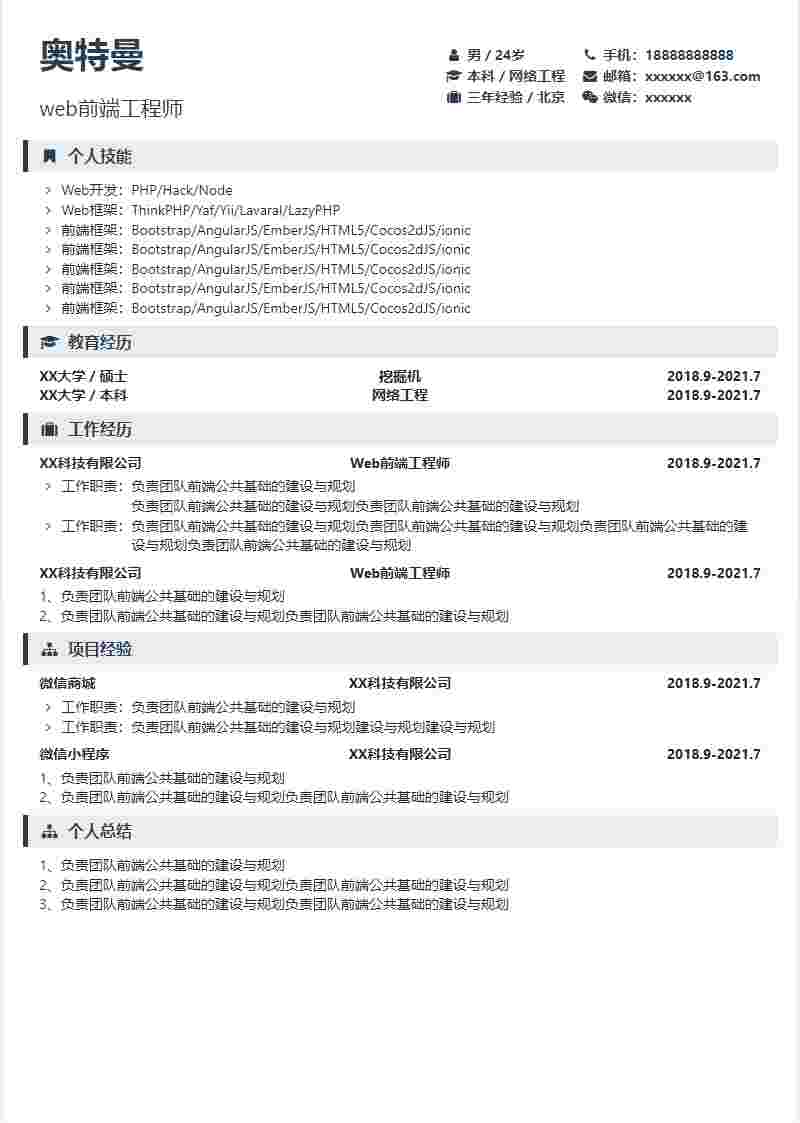 奥特曼
web前端工程师
男 / 24岁
手机：18888888888
本科 / 网络工程
邮箱：xxxxxx@163.com
三年经验 / 北京
微信：xxxxxx
个人技能
Web开发：PHP/Hack/Node
Web框架：ThinkPHP/Yaf/Yii/Lavaral/LazyPHP
前端框架：Bootstrap/AngularJS/EmberJS/HTML5/Cocos2dJS/ionic
前端框架：Bootstrap/AngularJS/EmberJS/HTML5/Cocos2dJS/ionic
前端框架：Bootstrap/AngularJS/EmberJS/HTML5/Cocos2dJS/ionic
前端框架：Bootstrap/AngularJS/EmberJS/HTML5/Cocos2dJS/ionic
前端框架：Bootstrap/AngularJS/EmberJS/HTML5/Cocos2dJS/ionic
教育经历
XX大学 / 硕士 挖掘机 2018.9-2021.7
XX大学 / 本科 网络工程 2018.9-2021.7
工作经历
XX科技有限公司 Web前端工程师 2018.9-2021.7
工作职责：负责团队前端公共基础的建设与规划
负责团队前端公共基础的建设与规划负责团队前端公共基础的建设与规划
工作职责：负责团队前端公共基础的建设与规划负责团队前端公共基础的建设与规划负责团队前端公共基础的建
设与规划负责团队前端公共基础的建设与规划
XX科技有限公司 Web前端工程师 2018.9-2021.7
1、负责团队前端公共基础的建设与规划
2、负责团队前端公共基础的建设与规划负责团队前端公共基础的建设与规划
项目经验
微信商城 XX科技有限公司 2018.9-2021.7
工作职责：负责团队前端公共基础的建设与规划
工作职责：负责团队前端公共基础的建设与规划建设与规划建设与规划
微信小程序 XX科技有限公司 2018.9-2021.7
1、负责团队前端公共基础的建设与规划
2、负责团队前端公共基础的建设与规划负责团队前端公共基础的建设与规划
个人总结
1、负责团队前端公共基础的建设与规划
2、负责团队前端公共基础的建设与规划负责团队前端公共基础的建设与规划
3、负责团队前端公共基础的建设与规划负责团队前端公共基础的建设与规划